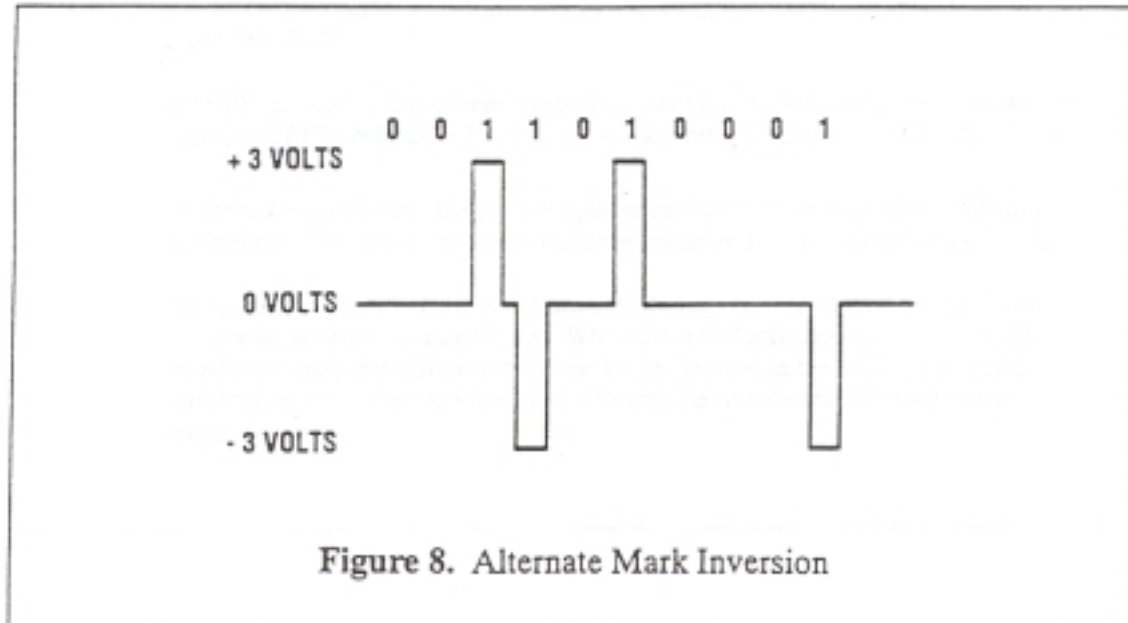 0 0 1 1 0 1 0 0 0 1
+ 3 VOLTS
0 VOLTS
- 3 VOLTS
Figure 8. Alternate Mark Inversion